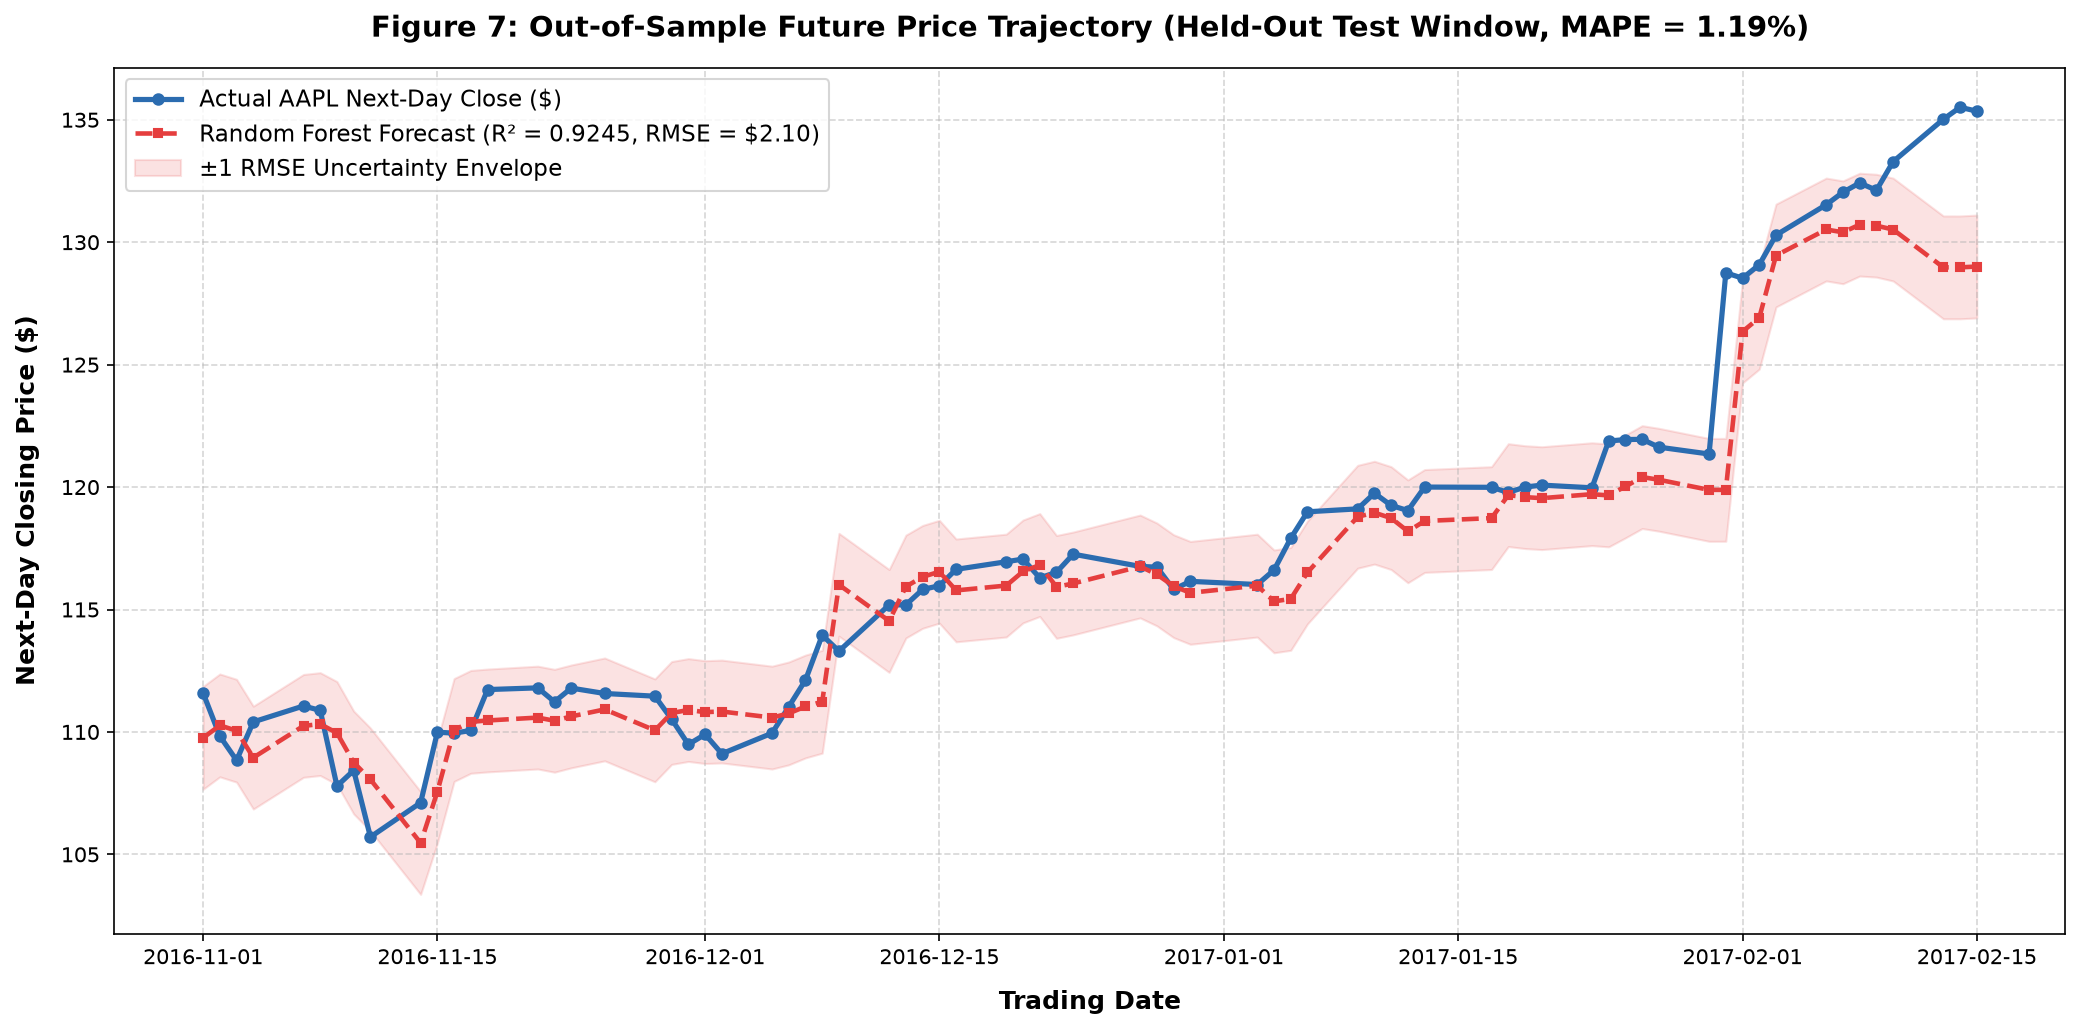 Figure 7: Out-of-Sample Future Price Trajectory (Held-Out Test Window, MAPE = 1.19%)
Actual AAPL Next-Day Close ($)
Random Forest Forecast (R² = 0.9245, RMSE = $2.10)
±1 RMSE Uncertainty Envelope
Next-Day Closing Price ($)
135
130
125
120
115
110
105
2016-11-01
2016-11-15
2016-12-01
2016-12-15
2017-01-01
2017-01-15
2017-02-01
2017-02-15
Trading Date